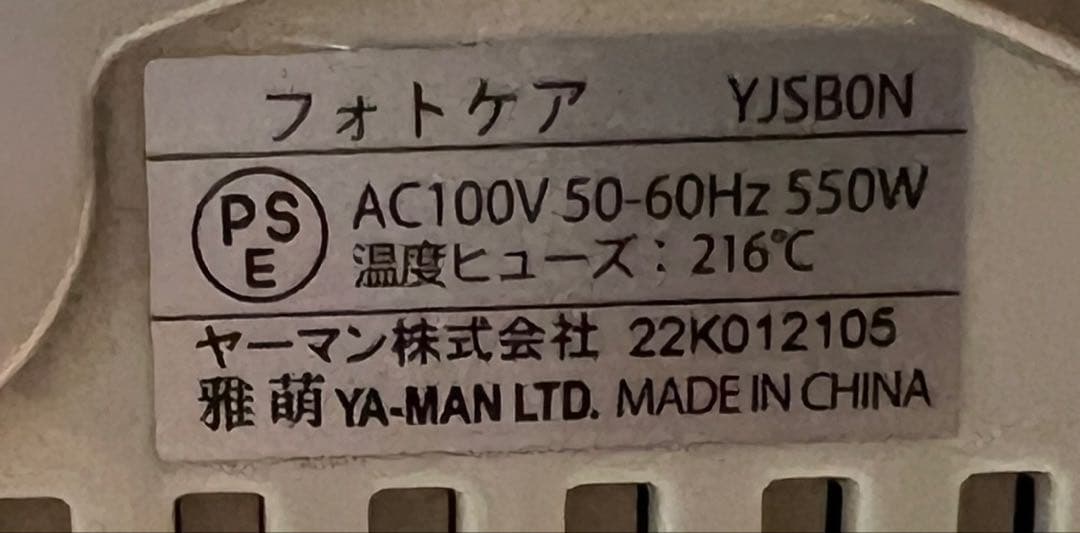 フォトケア YJSB0N
PS
E
AC100V 50-60Hz 550W
温度ヒューズ：216℃
ヤーマン株式会社 22K012105
雅萌 YA-MAN LTD. MADE IN CHINA